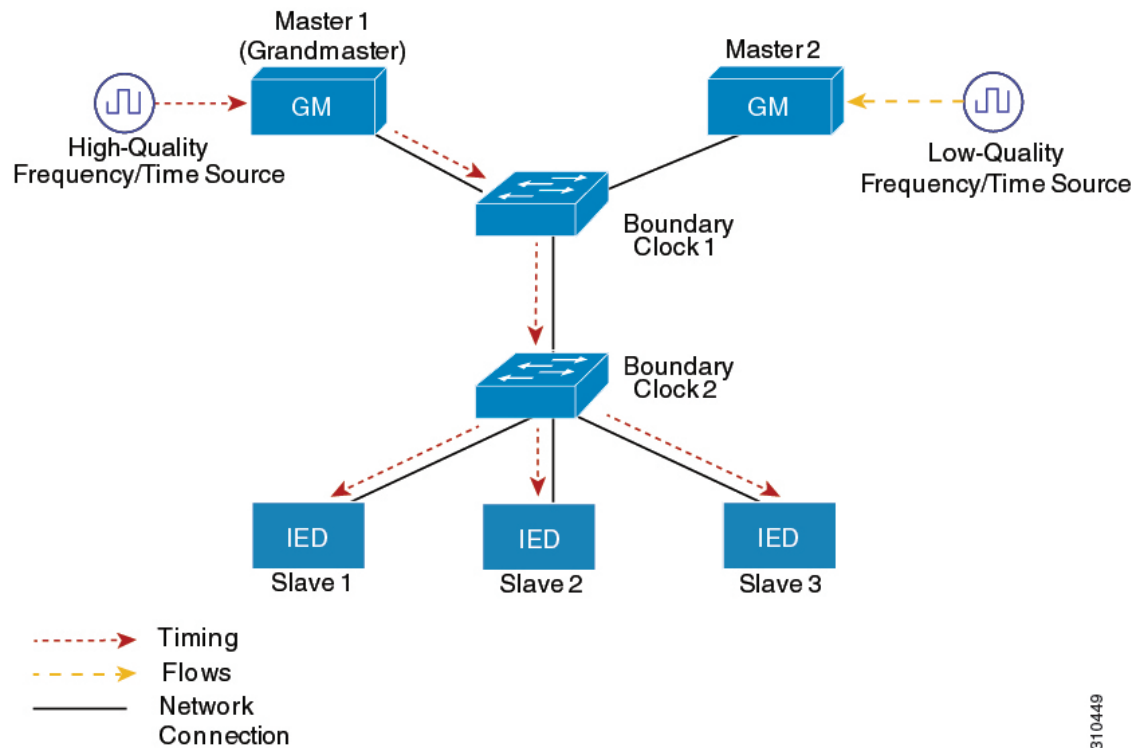 Master 1
(Grandmaster)
Master 2
GM
GM
High-Quality
Frequency/Time Source
Low-Quality
Frequency/Time Source
Boundary
Clock 1
Boundary
Clock 2
IED
IED
IED
Slave 1
Slave 2
Slave 3
Timing
Flows
Network
Connection
310449